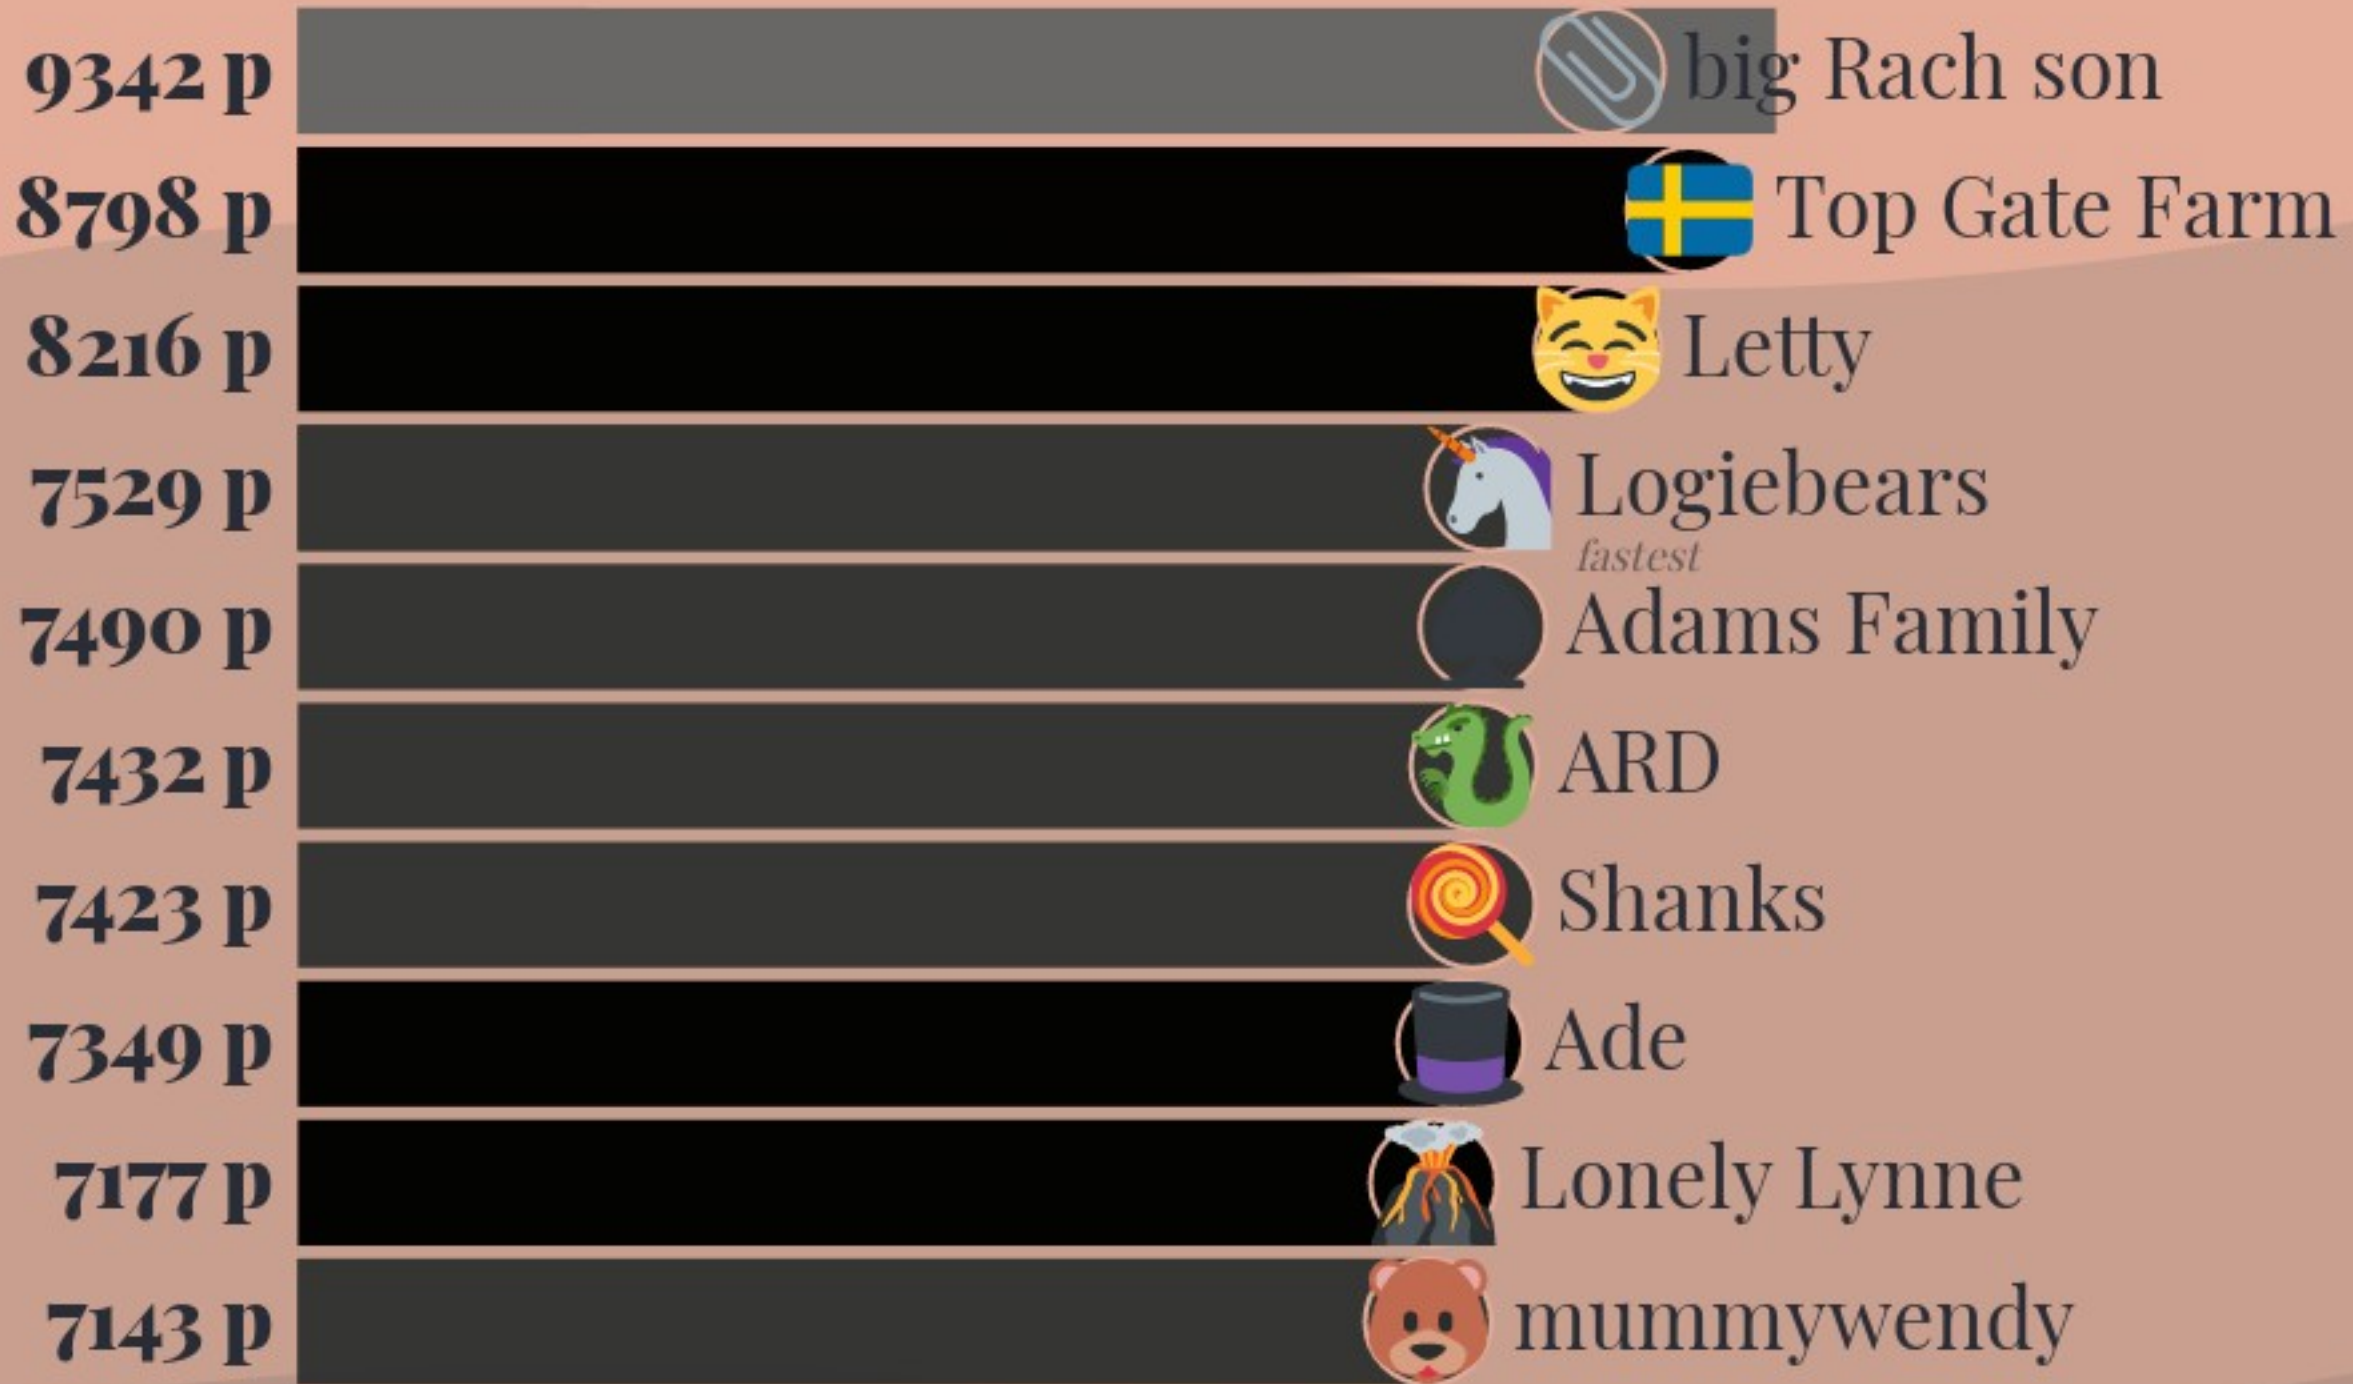 9342 p big Rach son
8798 p Top Gate Farm
8216 p Letty
7529 p Logiebears
fastest
7490 p Adams Family
7432 p ARD
7423 p Shanks
7349 p Ade
7177 p Lonely Lynne
7143 p mummywendy